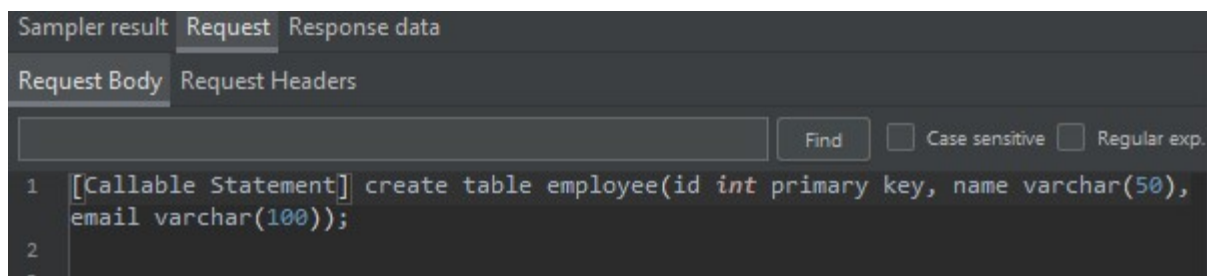 Sampler result Request Response data
Request Body Request Headers
Find Case sensitive Regular exp.
1 [Callable Statement] create table employee(id int primary key, name varchar(50),
email varchar(100));
2